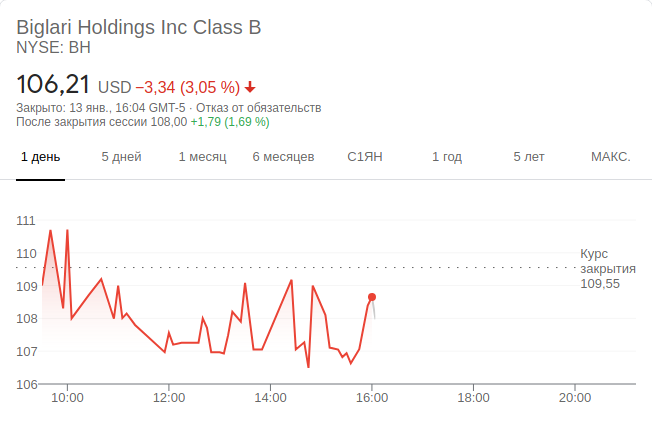 Biglari Holdings Inc Class B
NYSE: BH
106,21 USD −3,34 (3,05 %)
Закрыто: 13 янв., 16:04 GMT-5 · Отказ от обязательств
После закрытия сессии 108,00 +1,79 (1,69 %)
1 день 5 дней 1 месяц 6 месяцев С1ЯН 1 год 5 лет МАКС.
111
110
109
108
107
106
Курс
закрытия
109,55
10:00 12:00 14:00 16:00 18:00 20:00